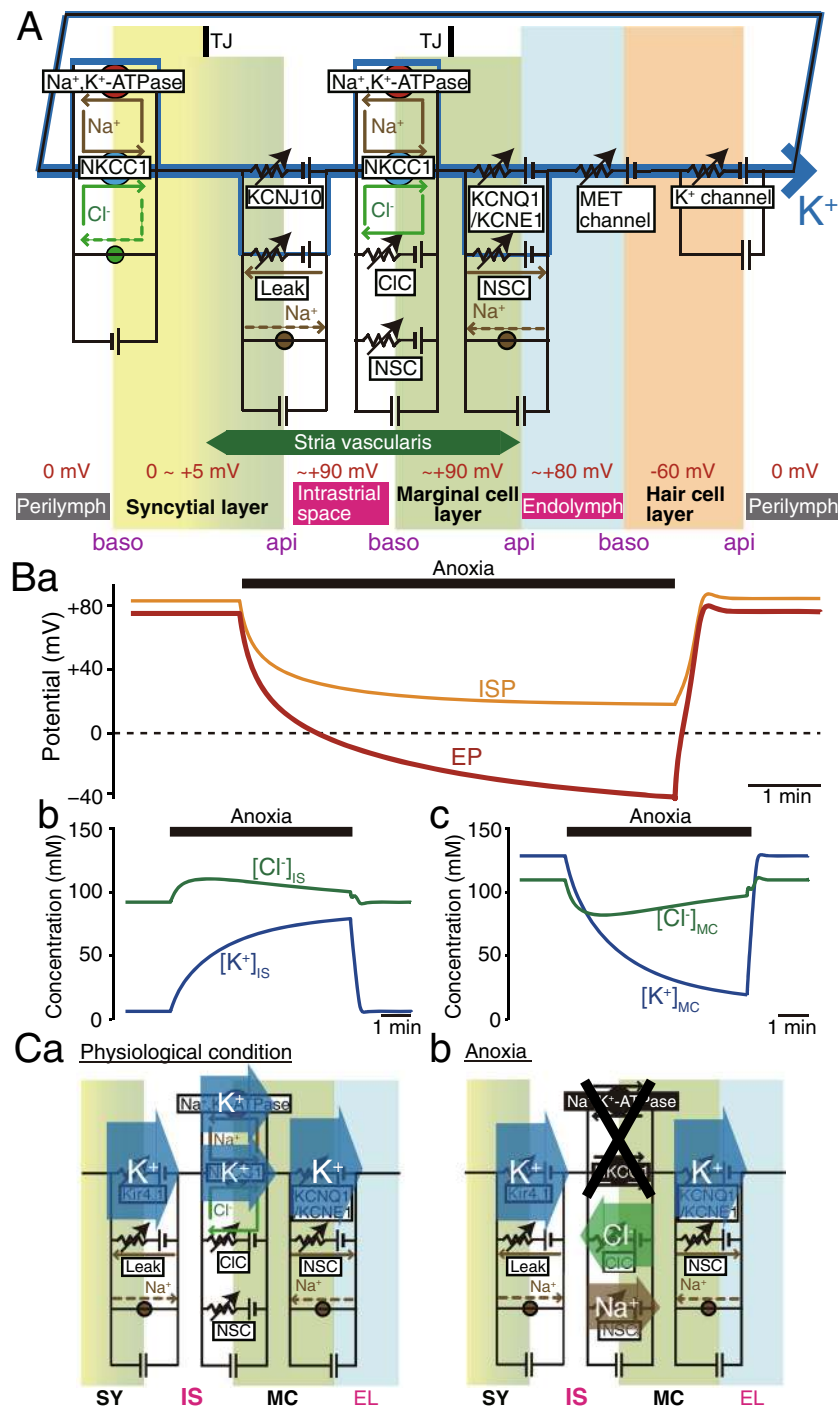 A
TJ
TJ
Na+,K+-ATPase
Na+,K+-ATPase
Na+
Na+
NKCC1
NKCC1
KCNJ10
KCNQ1
/KCNE1
MET
channel
K+ channel
K+
Cl-
Cl-
Leak
ClC
NSC
Na+
Na+
NSC
Stria vascularis
0 mV
0 ~ +5 mV
~+90 mV
~+90 mV
~+80 mV
-60 mV
0 mV
Perilymph
Syncytial layer
Intrastrial
space
Marginal cell
layer
Endolymph
Hair cell
layer
Perilymph
baso
api
baso
api
baso
api
Ba
Anoxia
Potential (mV)
+80
+40
0
−40
ISP
EP
1 min
b
Anoxia
Concentration (mM)
150
100
50
0
[Cl-]IS
[K+]IS
1 min
c
Anoxia
Concentration (mM)
150
100
50
0
[Cl-]MC
[K+]MC
1 min
Ca
Physiological condition
Na+,K+-ATPase
K+
Na+
K+
K+
K+
Kir4.1
NKCC1
KCNQ1
/KCNE1
Cl-
Leak
ClC
NSC
Na+
Na+
NSC
SY
IS
MC
EL
b
Anoxia
Na+,K+-ATPase
K+
K+
Kir4.1
NKCC1
KCNQ1
/KCNE1
Cl-
Leak
ClC
NSC
Na+
Na+
Na+
NSC
SY
IS
MC
EL